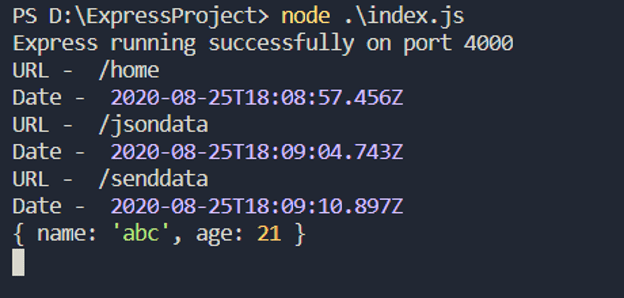 PS D:\ExpressProject> node .\index.js
Express running successfully on port 4000
URL -  /home
Date -  2020-08-25T18:08:57.456Z
URL -  /jsondata
Date -  2020-08-25T18:09:04.743Z
URL -  /senddata
Date -  2020-08-25T18:09:10.897Z
{ name: 'abc', age: 21 }